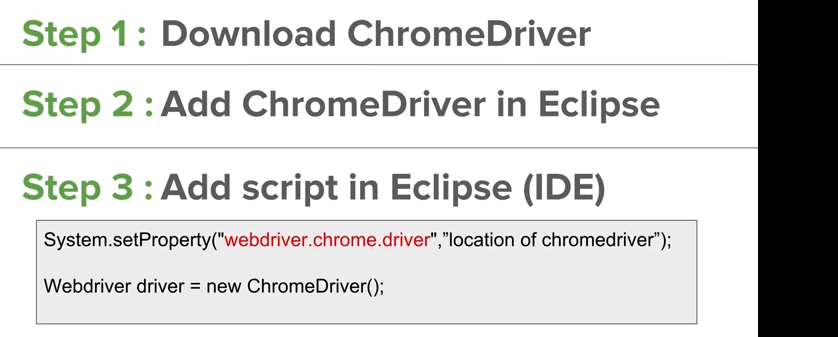 Step 1 : Download ChromeDriver
Step 2 : Add ChromeDriver in Eclipse
Step 3 : Add script in Eclipse (IDE)
System.setProperty("webdriver.chrome.driver",”location of chromedriver”);
Webdriver driver = new ChromeDriver();